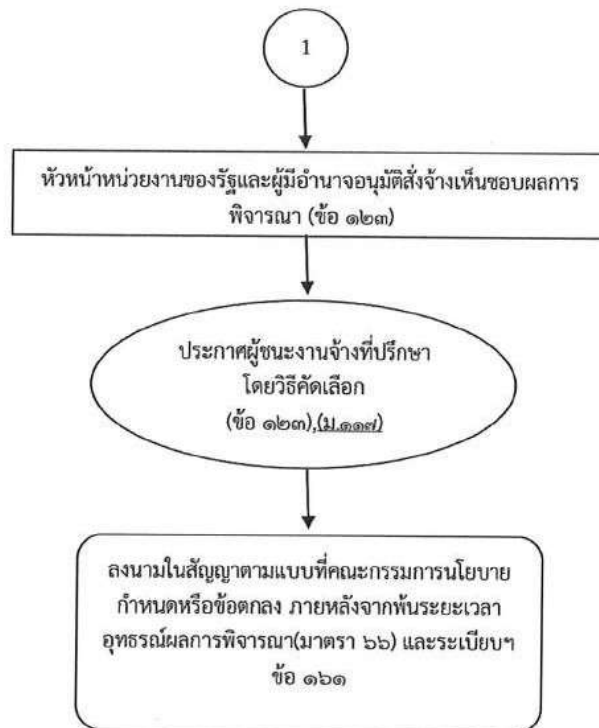 1
หัวหน้าหน่วยงานของรัฐและผู้มีอำนาจอนุมัติสั่งจ้างเห็นชอบผลการ
พิจารณา (ข้อ ๑๒๓)
ประกาศผู้ชนะงานจ้างที่ปรึกษา
โดยวิธีคัดเลือก
(ข้อ ๑๒๓),(ม.๑๑๗)
ลงนามในสัญญาตามแบบที่คณะกรรมการนโยบาย
กำหนดหรือข้อตกลง ภายหลังจากพ้นระยะเวลา
อุทธรณ์ผลการพิจารณา(มาตรา ๖๖) และระเบียบฯ
ข้อ ๑๖๑